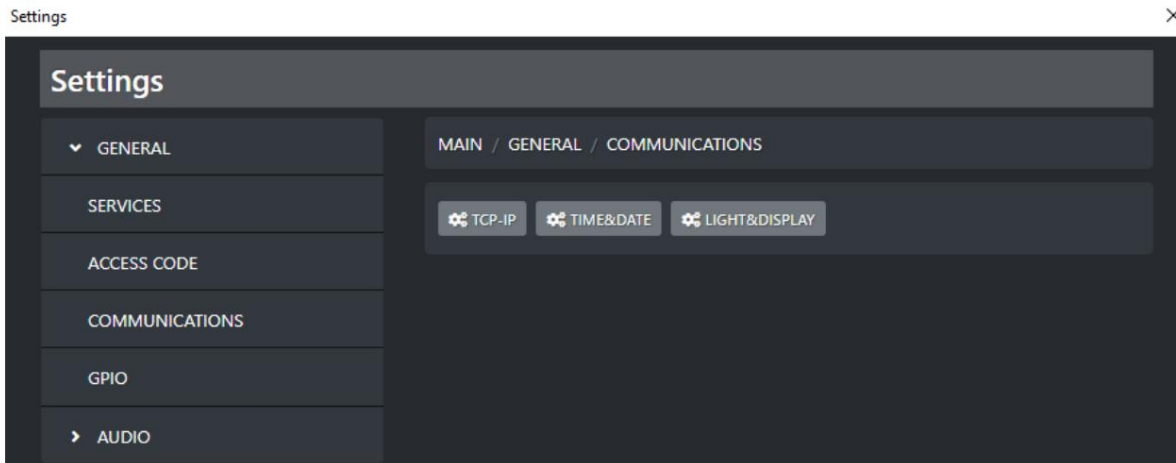 Settings
Settings
GENERAL
SERVICES
ACCESS CODE
COMMUNICATIONS
GPIO
AUDIO
MAIN / GENERAL / COMMUNICATIONS
TCP-IP TIME&DATE LIGHT&DISPLAY